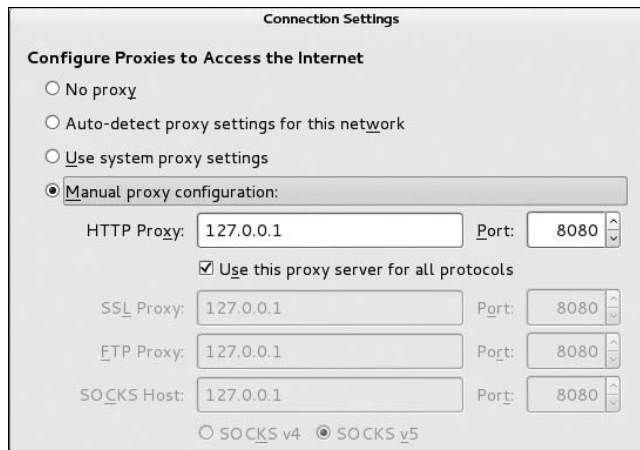 Connection Settings
Configure Proxies to Access the Internet
No proxy
Auto-detect proxy settings for this network
Use system proxy settings
Manual proxy configuration:
HTTP Proxy: 127.0.0.1 Port: 8080
Use this proxy server for all protocols
SSL Proxy: 127.0.0.1 Port: 8080
FTP Proxy: 127.0.0.1 Port: 8080
SOCKS Host: 127.0.0.1 Port: 8080
SOCKS v4 SOCKS v5